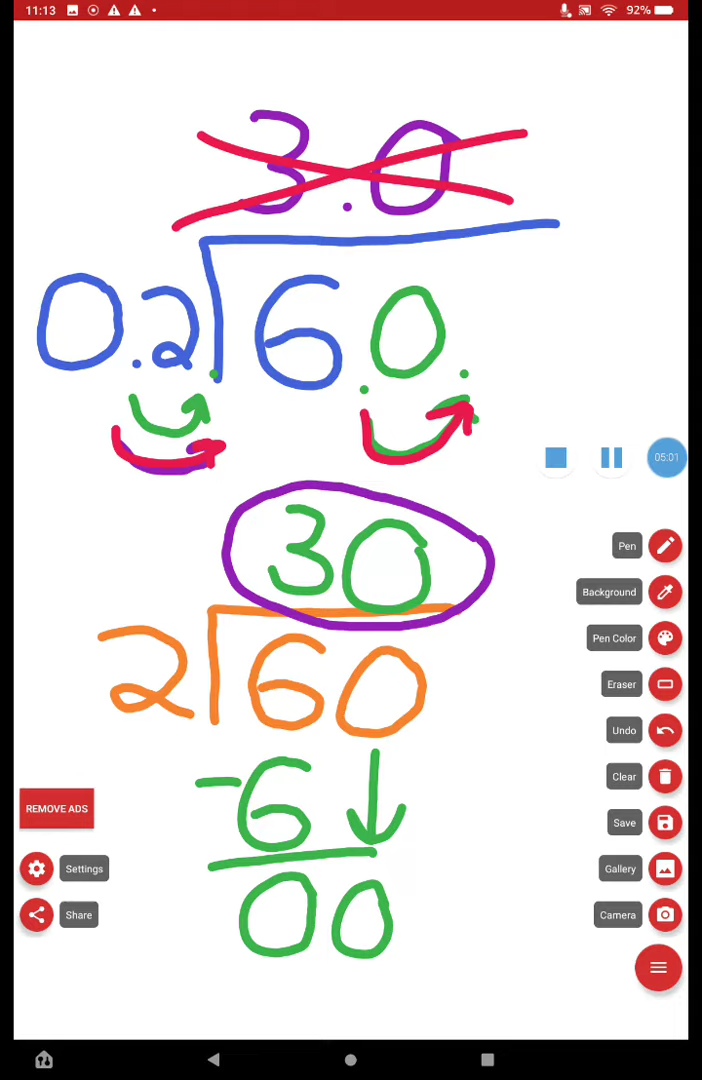 11:13
92%
3.0
0.2 6.0.
05:01
30
2 60
Pen
Background
Pen Color
Eraser
Undo
-6
Clear
REMOVE ADS
Save
Settings
Gallery
00
Share
Camera